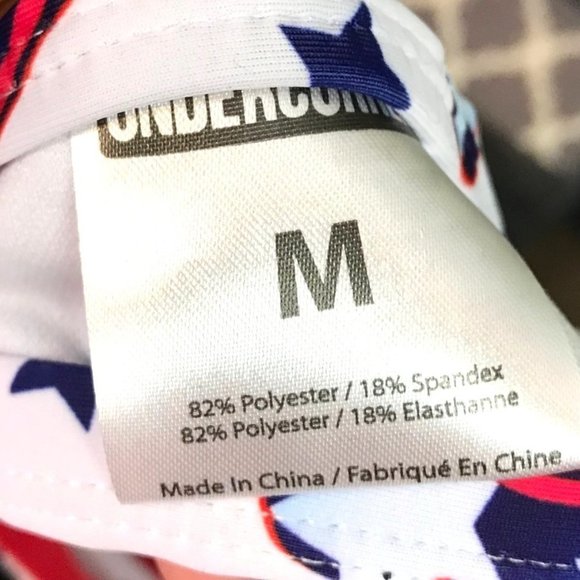 M
82% Polyester / 18% Spandex
82% Polyester / 18% Elasthanne
Made In China / Fabriqué En Chine